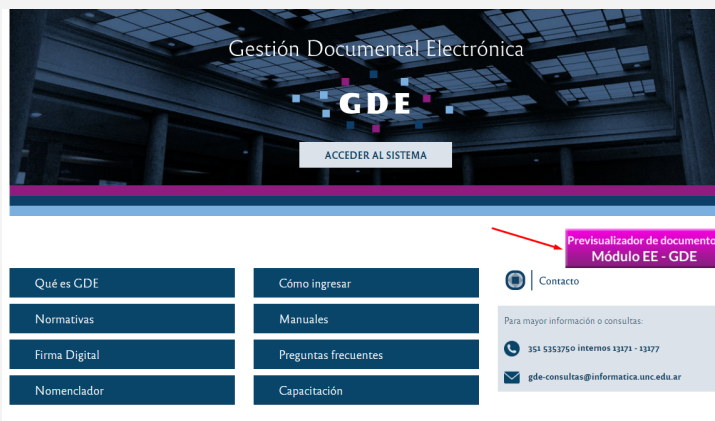 Gestión Documental Electrónica
GDE
ACCEDER AL SISTEMA
Previsualizador de documento
Módulo EE - GDE
Qué es GDE
Cómo ingresar
Contacto
Normativas
Manuales
Para mayor información o consultas:
Firma Digital
Preguntas frecuentes
351 5353750 internos 13171 - 13177
Nomenclador
Capacitación
gde-consultas@informatica.unc.edu.ar